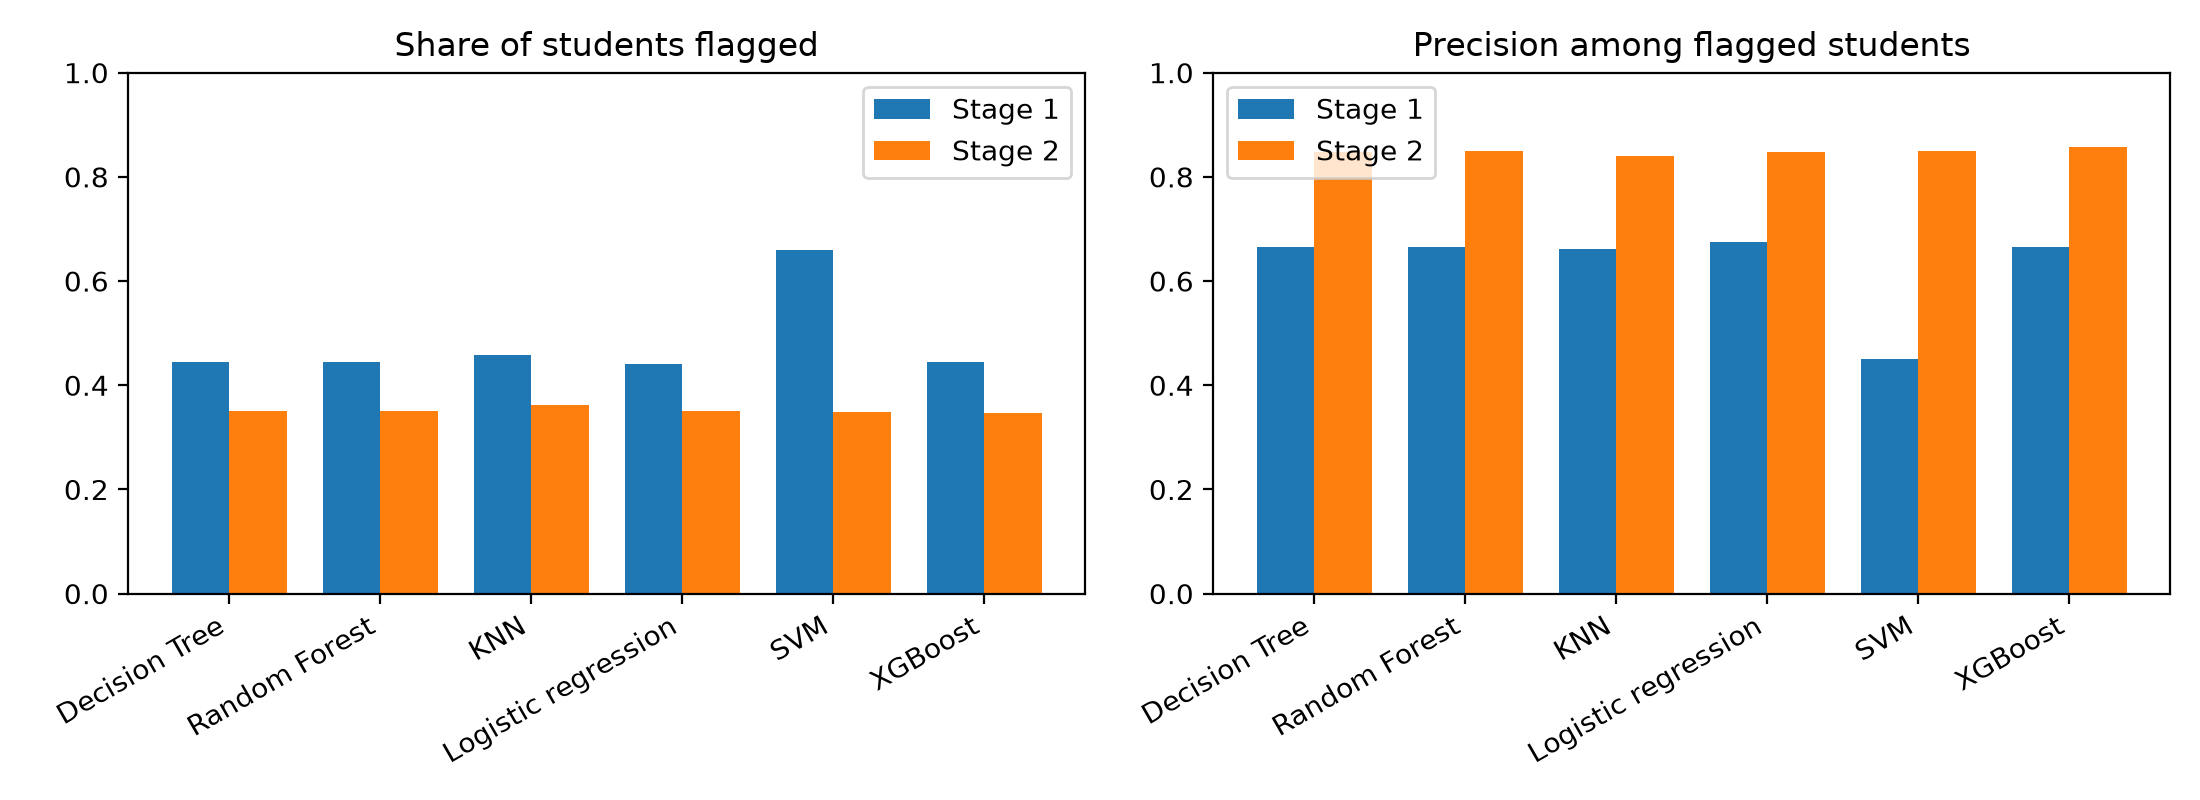 Share of students flagged
1.0
0.8
0.6
0.4
0.2
0.0
Stage 1
Stage 2
Decision Tree
Random Forest
KNN
Logistic regression
SVM
XGBoost
Precision among flagged students
1.0
0.8
0.6
0.4
0.2
0.0
Stage 1
Stage 2
Decision Tree
Random Forest
KNN
Logistic regression
SVM
XGBoost